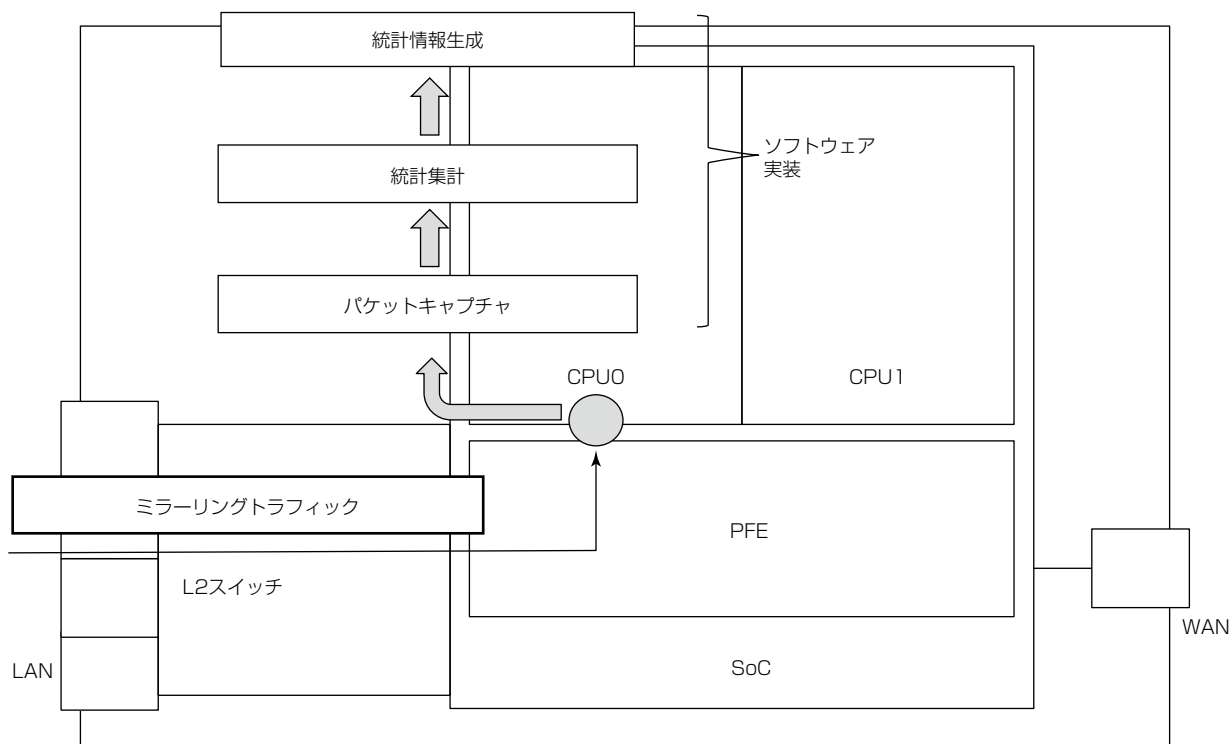 統計情報生成
統計集計
ソフトウェア
実装
パケットキャプチャ
CPU0
CPU1
ミラーリングトラフィック
PFE
L2スイッチ
WAN
LAN
SoC